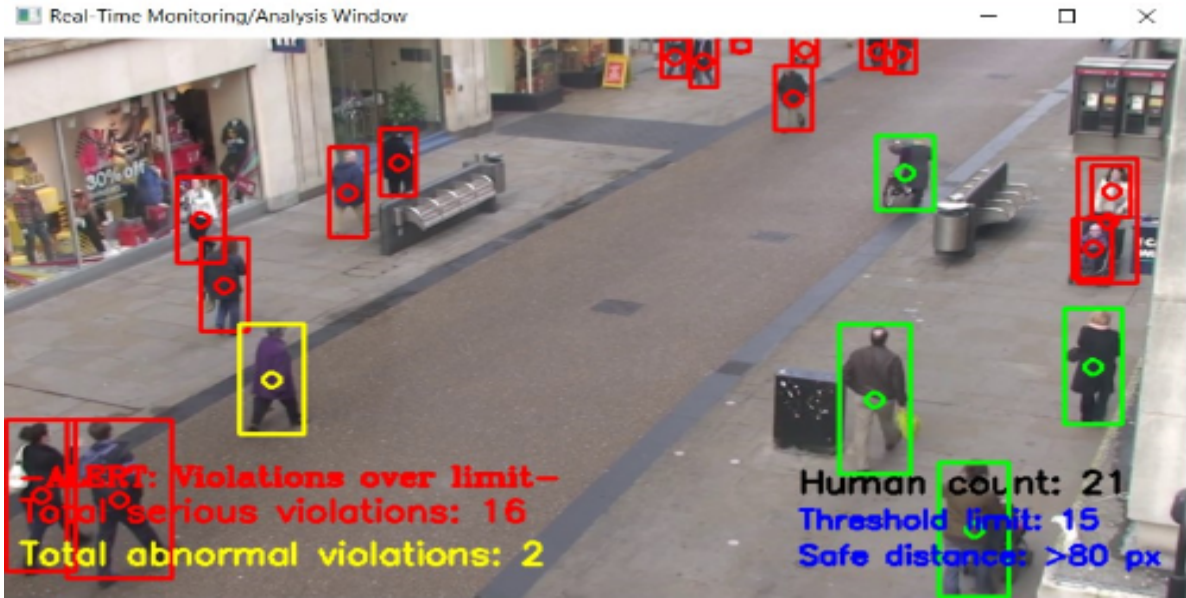 Real-Time Monitoring/Analysis Window
30% off
-ALERT: Violations over limit-
Total serious violations: 16
Total abnormal violations: 2
Human count: 21
Threshold limit: 15
Safe distance: >80 px